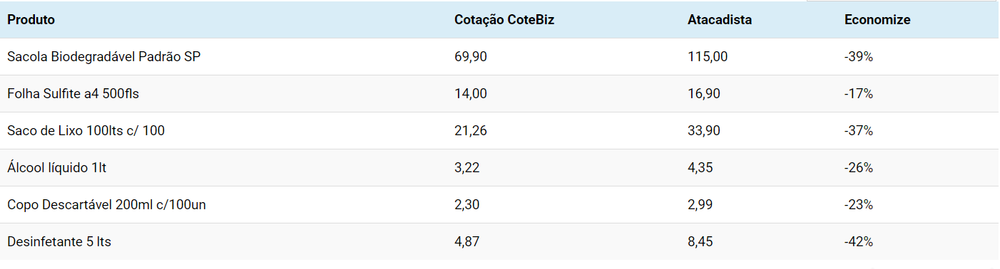 Produto Cotação CoteBiz Atacadista Economize
Sacola Biodegradável Padrão SP 69,90 115,00 -39%
Folha Sulfite a4 500fls 14,00 16,90 -17%
Saco de Lixo 100lts c/ 100 21,26 33,90 -37%
Álcool líquido 1lt 3,22 4,35 -26%
Copo Descartável 200ml c/100un 2,30 2,99 -23%
Desinfetante 5 lts 4,87 8,45 -42%